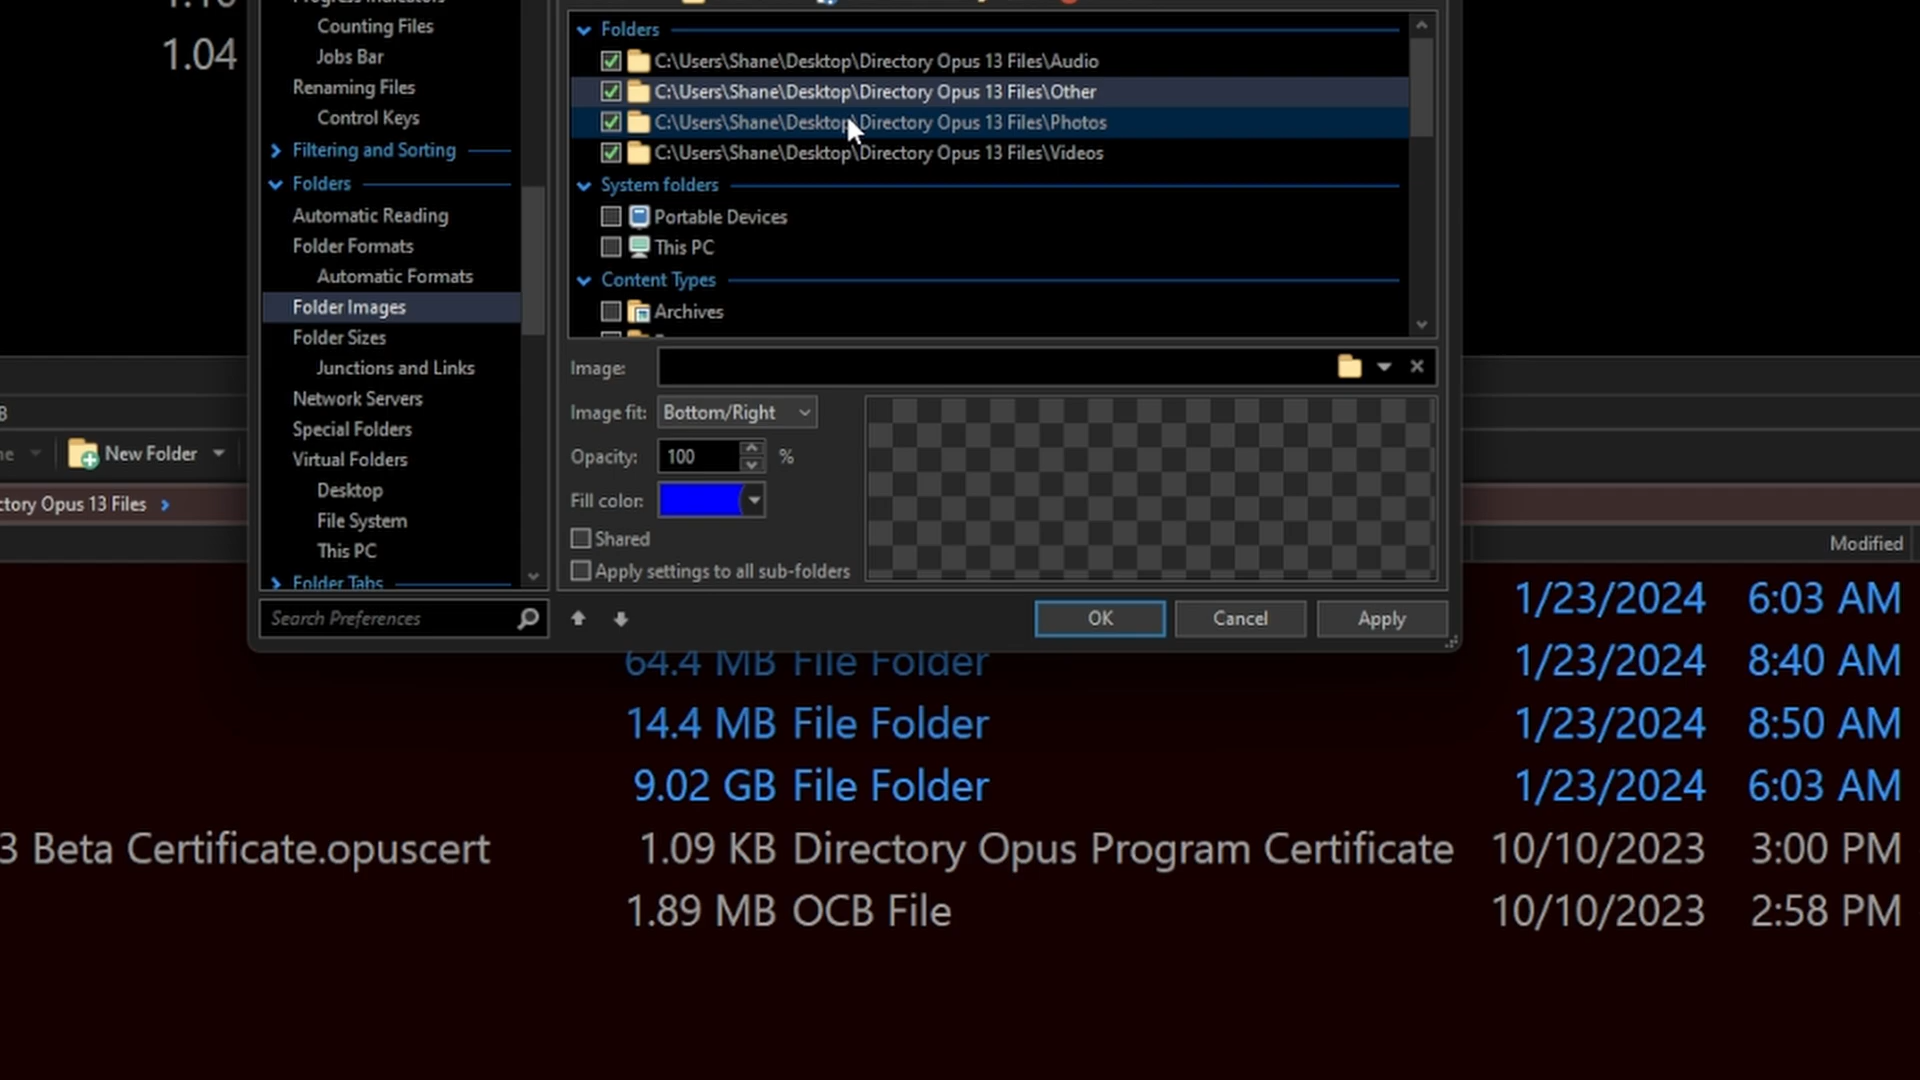 1.04
Counting Files
Jobs Bar
Renaming Files
Control Keys
Filtering and Sorting
Folders
Automatic Reading
Folder Formats
Automatic Formats
Folder Images
Folder Sizes
Junctions and Links
Network Servers
Special Folders
Virtual Folders
Desktop
File System
This PC
Folder Tabs
Search Preferences
Folders
C:\Users\Shane\Desktop\Directory Opus 13 Files\Audio
C:\Users\Shane\Desktop\Directory Opus 13 Files\Other
C:\Users\Shane\Desktop\Directory Opus 13 Files\Photos
C:\Users\Shane\Desktop\Directory Opus 13 Files\Videos
System folders
Portable Devices
This PC
Content Types
Archives
Image:
Image fit: Bottom/Right
Opacity: 100 %
Fill color:
Shared
Apply settings to all sub-folders
OK Cancel Apply
New Folder
ctory Opus 13 Files
Modified
1/23/2024 6:03 AM
64.4 MB File Folder 1/23/2024 8:40 AM
14.4 MB File Folder 1/23/2024 8:50 AM
9.02 GB File Folder 1/23/2024 6:03 AM
3 Beta Certificate.opuscert 1.09 KB Directory Opus Program Certificate 10/10/2023 3:00 PM
1.89 MB OCB File 10/10/2023 2:58 PM